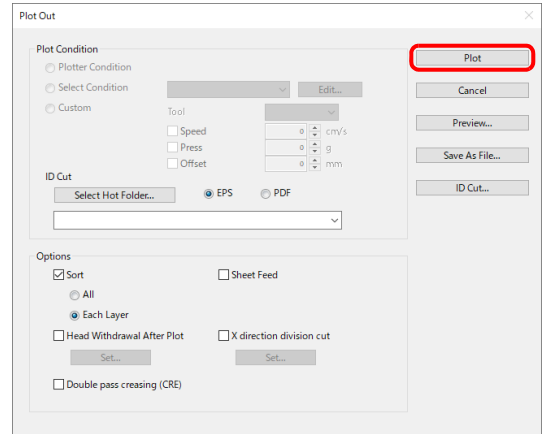 Plot Out
Plot Condition
Plotter Condition
Select Condition
Edit...
Custom
Tool
Speed
0
cm/s
Press
0
g
Offset
0
mm
ID Cut
Select Hot Folder...
EPS
PDF
Options
Sort
Sheet Feed
All
Each Layer
Head Withdrawal After Plot
X direction division cut
Set...
Set...
Double pass creasing (CRE)
Plot
Cancel
Preview...
Save As File...
ID Cut...